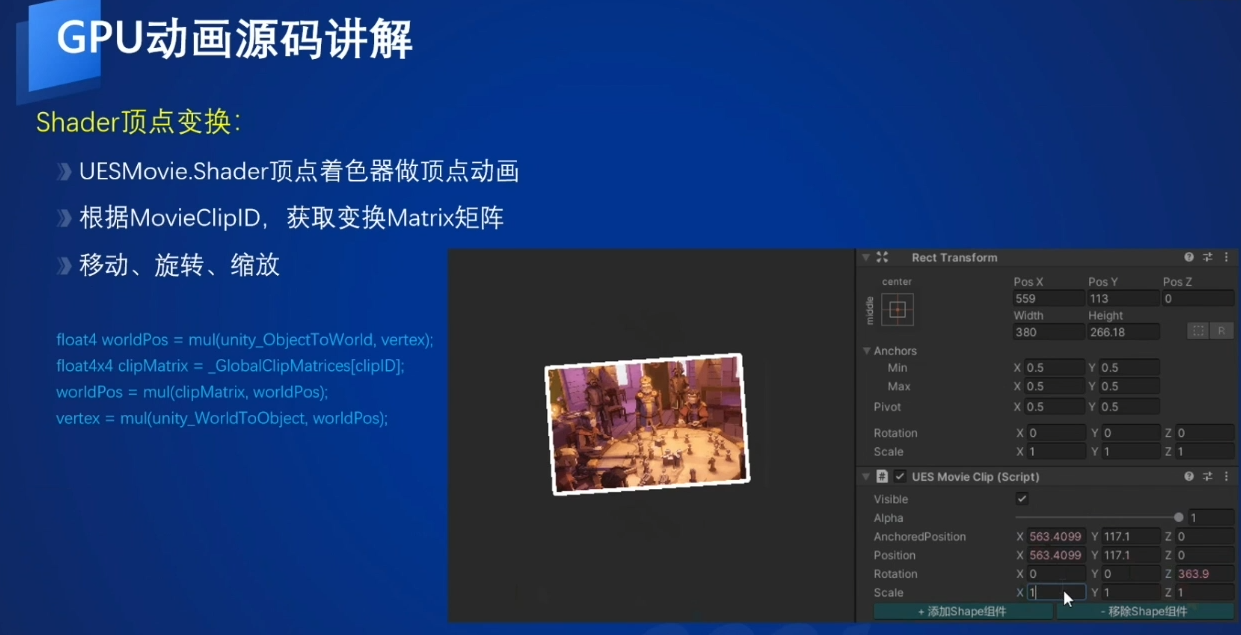 GPU动画源码讲解
Shader顶点变换：
UESMovie.Shader顶点着色器做顶点动画
根据MovieClipID，获取变换Matrix矩阵
移动、旋转、缩放
float4 worldPos = mul(unity_ObjectToWorld, vertex);
float4x4 clipMatrix = _GlobalClipMatrices[clipID];
worldPos = mul(clipMatrix, worldPos);
vertex = mul(unity_WorldToObject, worldPos);
Rect Transform
center
middle
Pos X Pos Y Pos Z
559 113 0
Width Height
380 266.18
R
Anchors
Min X 0.5 Y 0.5
Max X 0.5 Y 0.5
Pivot X 0.5 Y 0.5
Rotation X 0 Y 0 Z 0
Scale X 1 Y 1 Z 1
# UES Movie Clip (Script)
Visible
Alpha 1
AnchoredPosition X 563.4099 Y 117.1 Z 0
Position X 563.4099 Y 117.1 Z 0
Rotation X 0 Y 0 Z 363.9
Scale X 1 Y 1 Z 1
+ 添加Shape组件 - 移除Shape组件